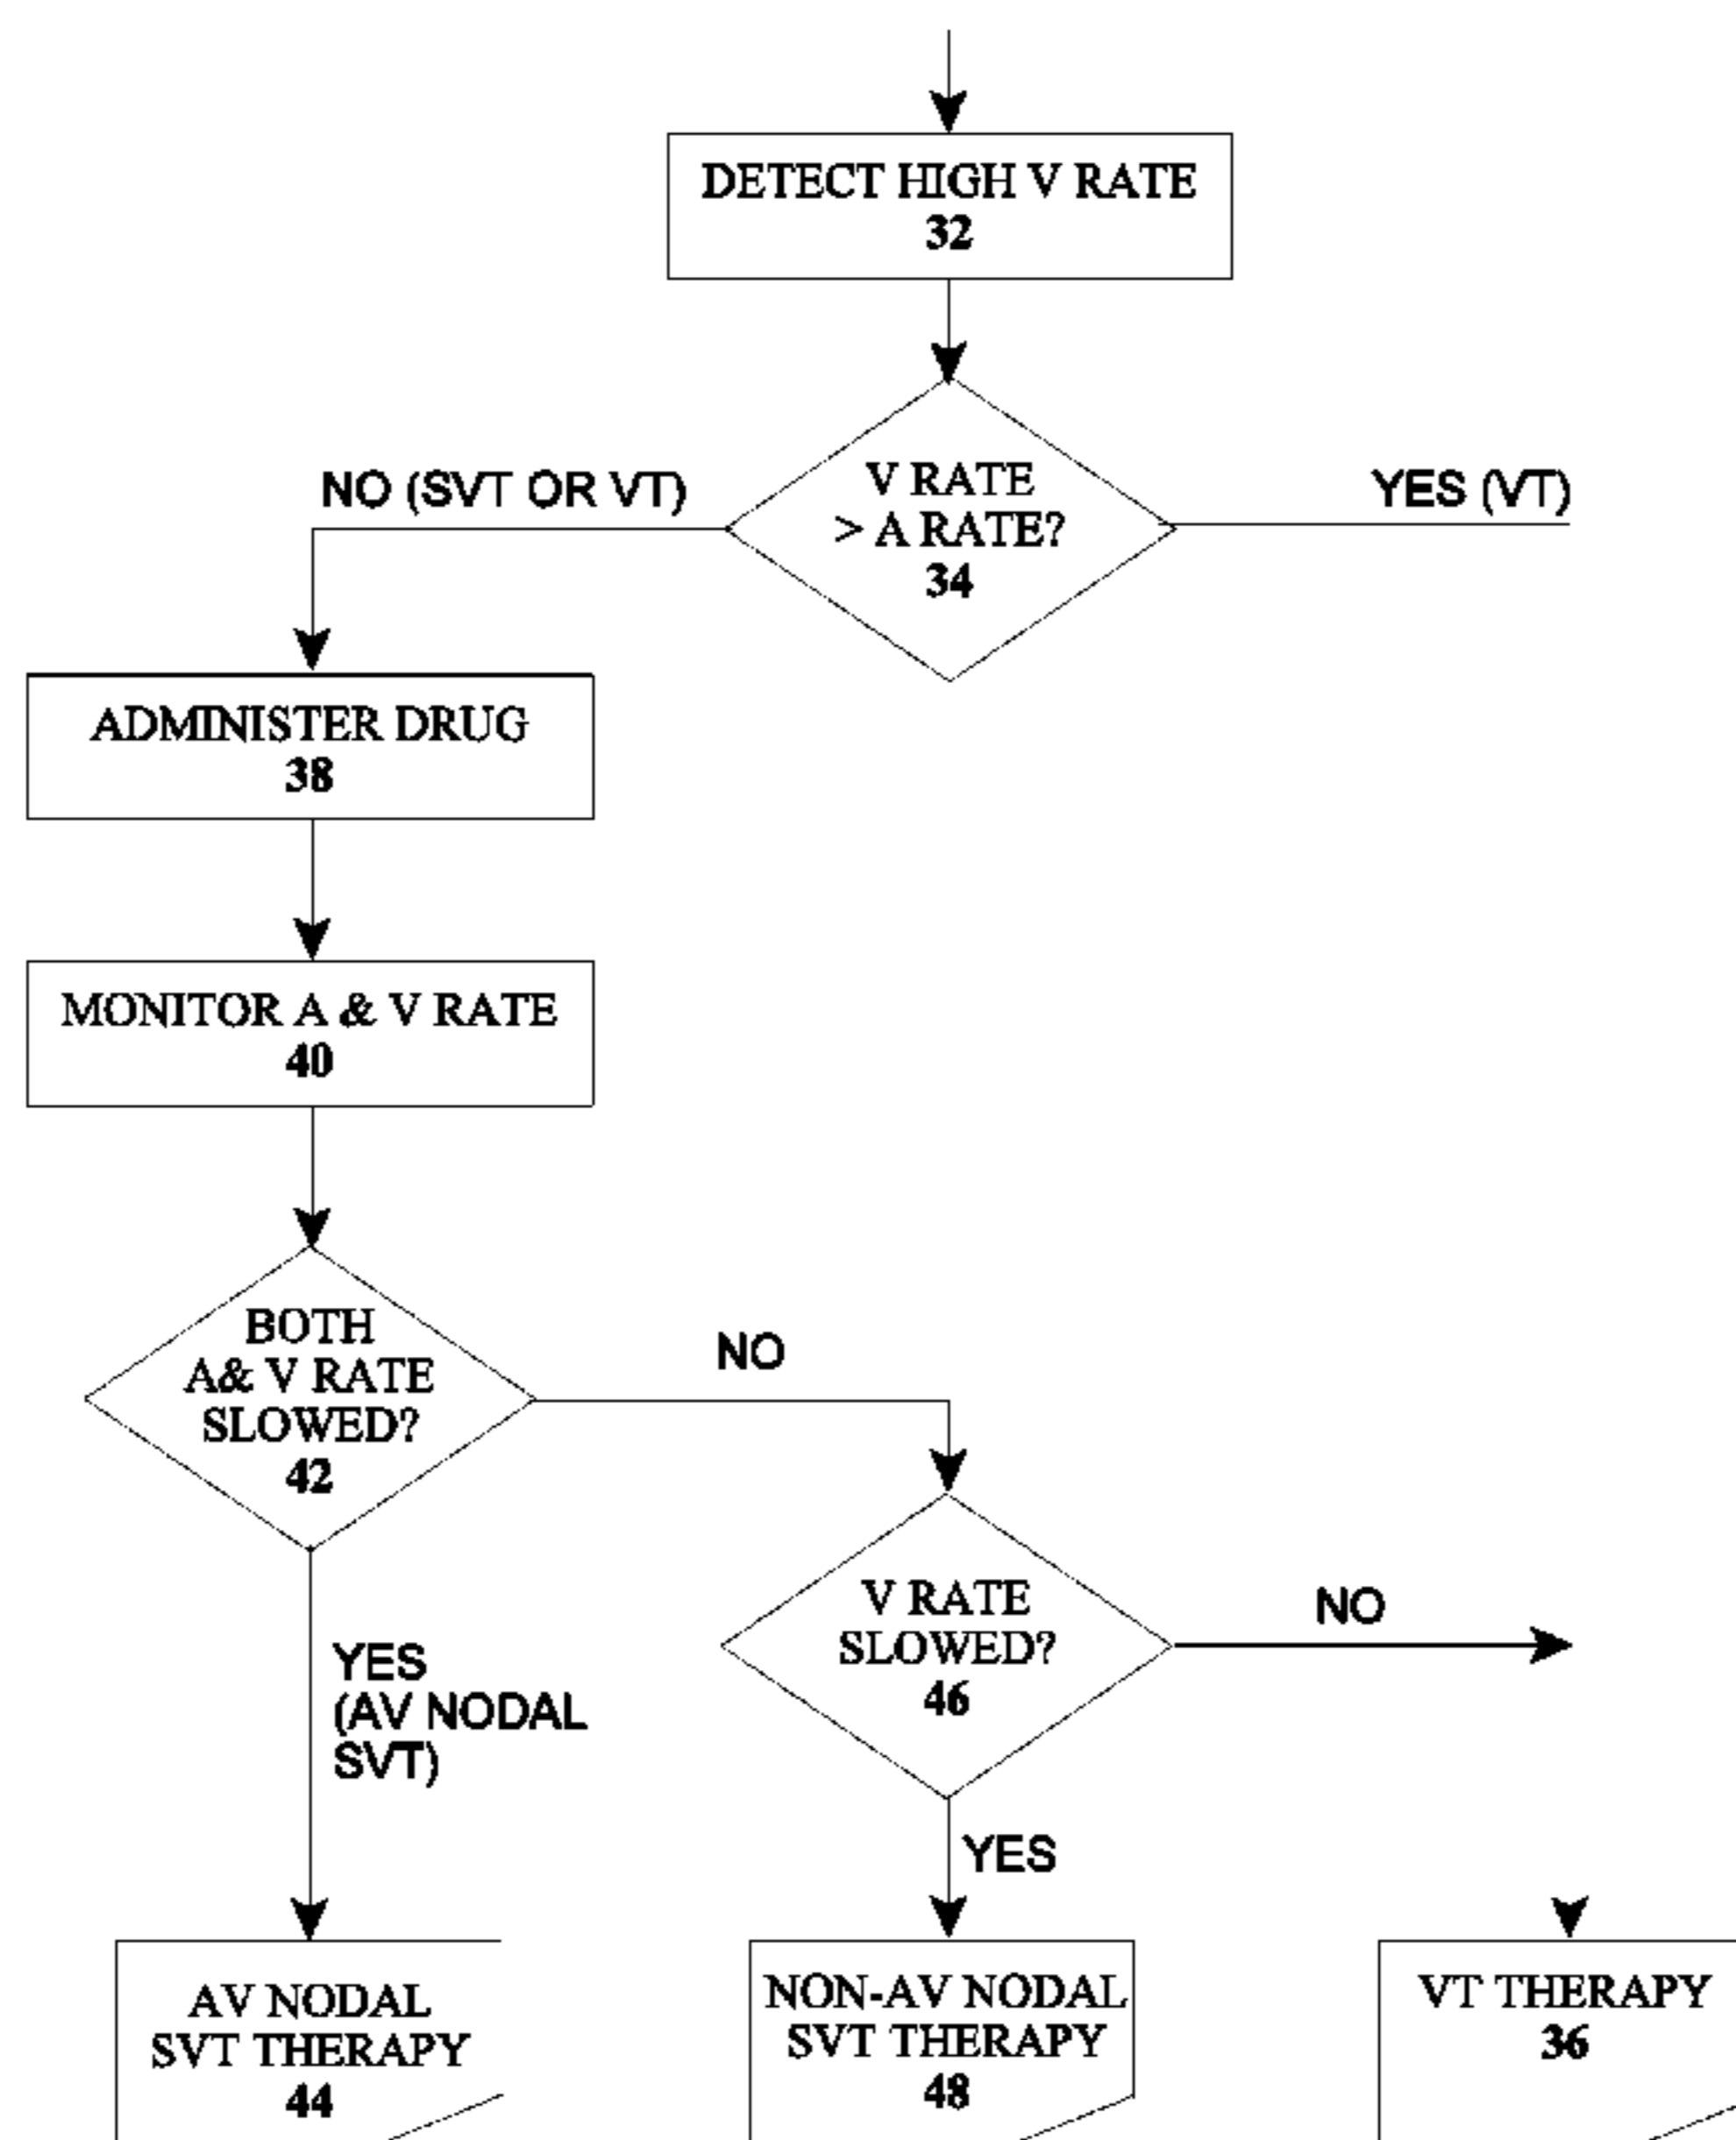 DETECT HIGH V RATE
32
NO (SVT OR VT)
V RATE
> A RATE?
34
YES (VT)
ADMINISTER DRUG
38
MONITOR A & V RATE
40
BOTH
A& V RATE
SLOWED?
42
NO
V RATE
SLOWED?
46
NO
YES
(AV NODAL
SVT)
YES
AV NODAL
SVT THERAPY
44
NON-AV NODAL
SVT THERAPY
48
VT THERAPY
36